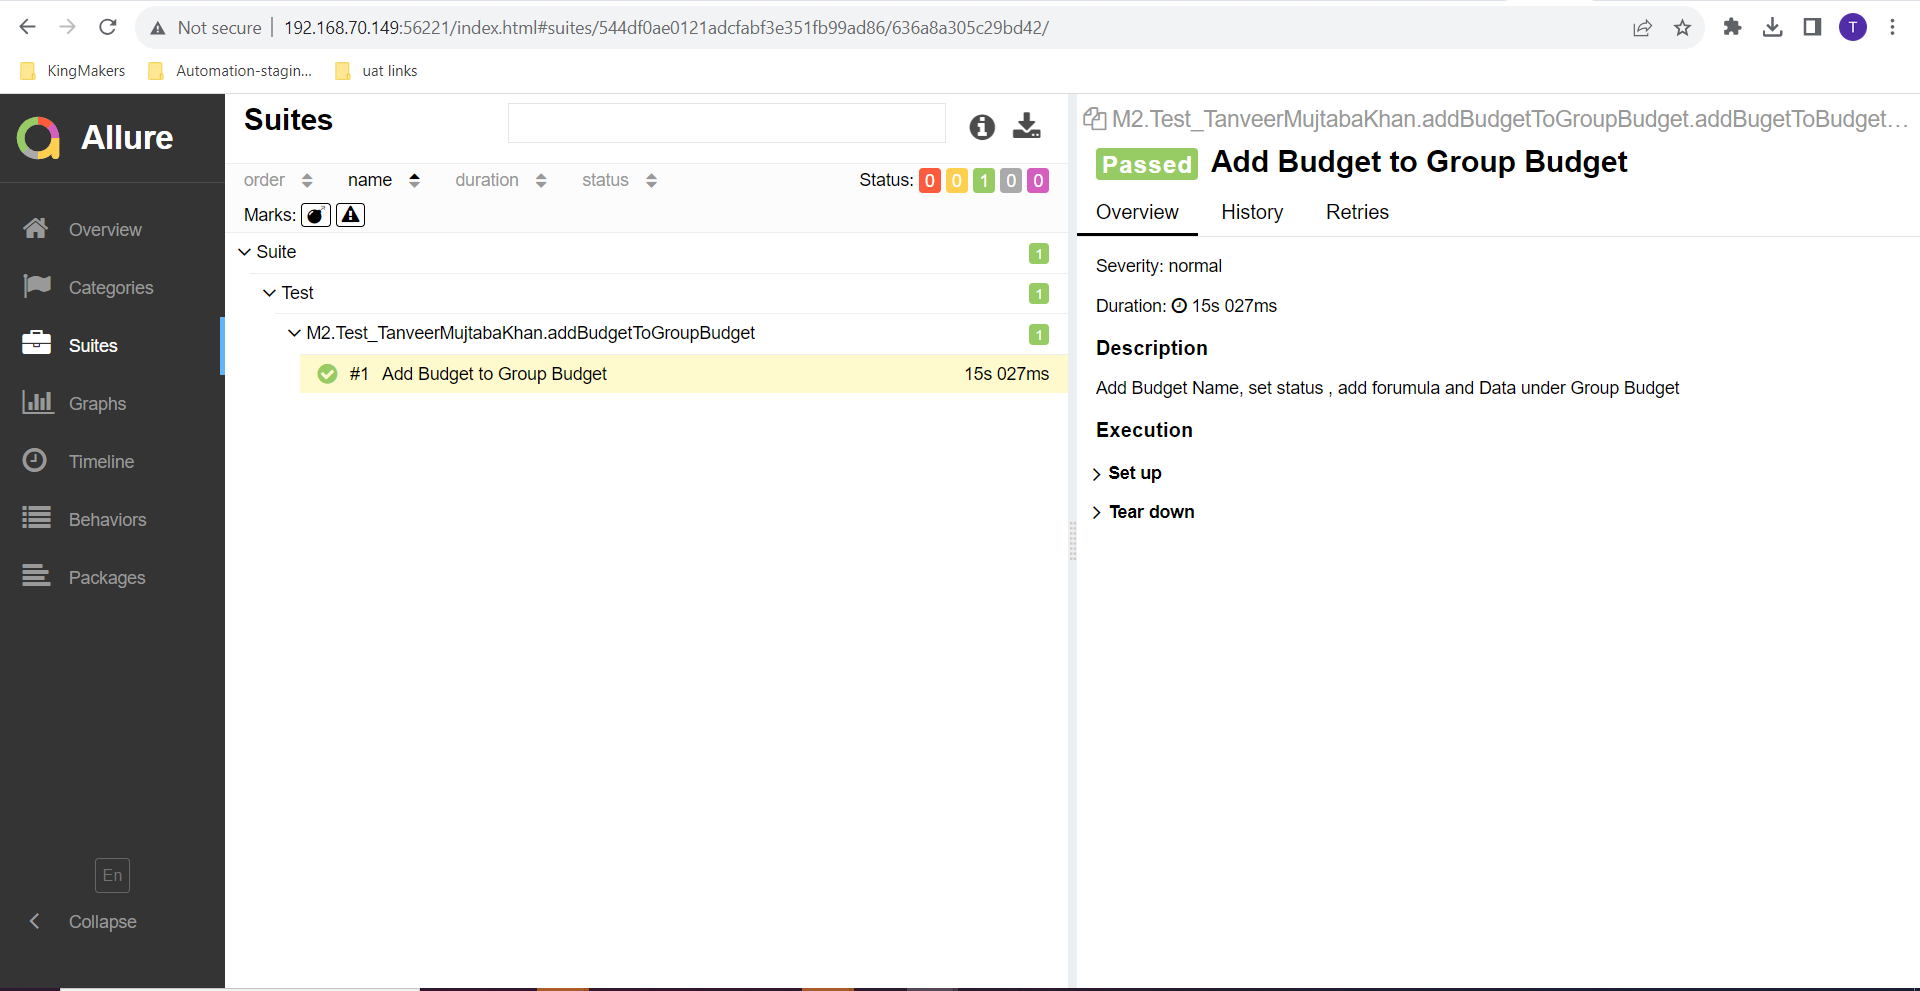 Not secure 192.168.70.149:56221/index.html#suites/544df0ae0121adcfabf3e351fb99ad86/636a8a305c29bd42/
T
KingMakers Automation-stagin... uat links
Allure
Overview
Categories
Suites
Graphs
Timeline
Behaviors
Packages
En
Collapse
Suites
order name duration status Status: 0 0 1 0 0
Marks:
Suite 1
Test 1
M2.Test_TanveerMujtabaKhan.addBudgetToGroupBudget 1
#1 Add Budget to Group Budget 15s 027ms
M2.Test_TanveerMujtabaKhan.addBudgetToGroupBudget.addBugetToBudget...
Passed Add Budget to Group Budget
Overview History Retries
Severity: normal
Duration: 15s 027ms
Description
Add Budget Name, set status , add forumula and Data under Group Budget
Execution
Set up
Tear down